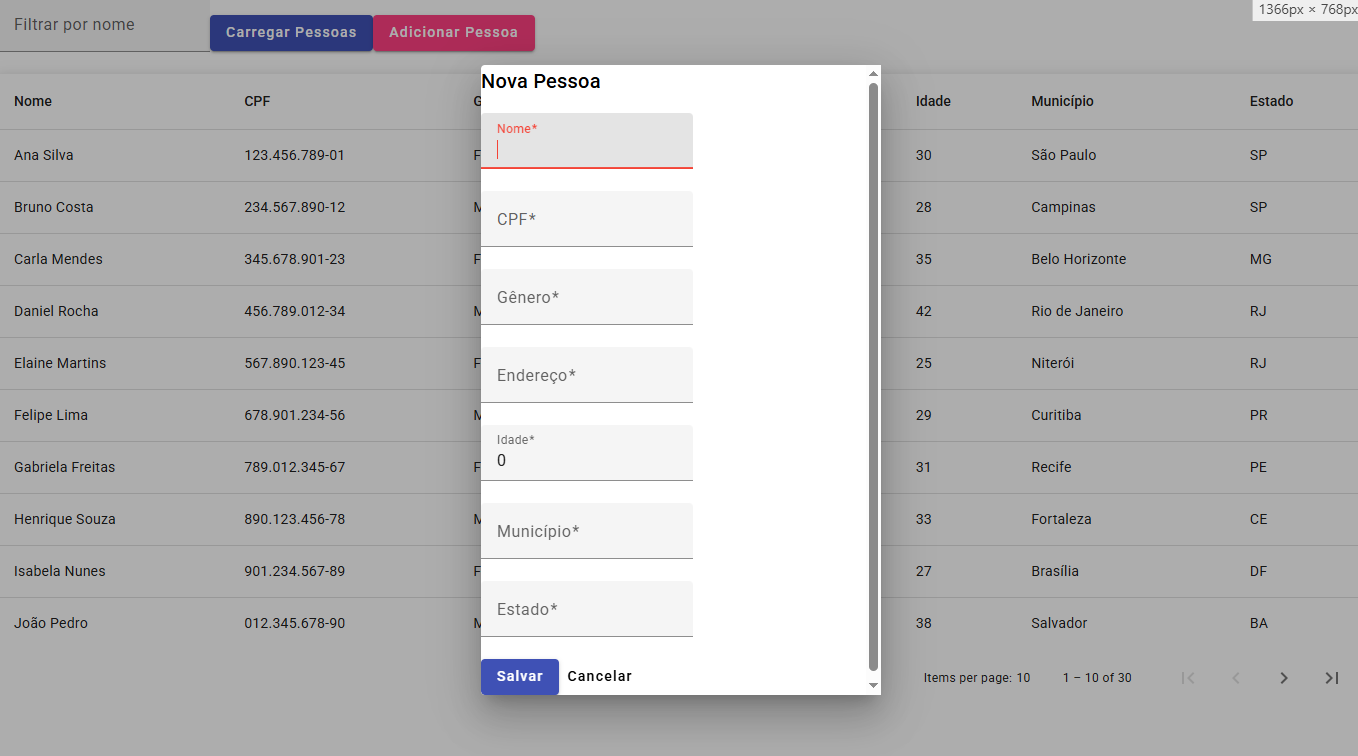 1366px × 768px
Filtrar por nome
Carregar Pessoas Adicionar Pessoa
Nome CPF G Idade Município Estado
Ana Silva 123.456.789-01 F 30 São Paulo SP
Bruno Costa 234.567.890-12 M 28 Campinas SP
Carla Mendes 345.678.901-23 F 35 Belo Horizonte MG
Daniel Rocha 456.789.012-34 M 42 Rio de Janeiro RJ
Elaine Martins 567.890.123-45 F 25 Niterói RJ
Felipe Lima 678.901.234-56 M 29 Curitiba PR
Gabriela Freitas 789.012.345-67 F 31 Recife PE
Henrique Souza 890.123.456-78 M 33 Fortaleza CE
Isabela Nunes 901.234.567-89 F 27 Brasília DF
João Pedro 012.345.678-90 M 38 Salvador BA
Items per page: 10 1 – 10 of 30
Nova Pessoa
Nome*
CPF*
Gênero*
Endereço*
Idade*
0
Município*
Estado*
Salvar Cancelar